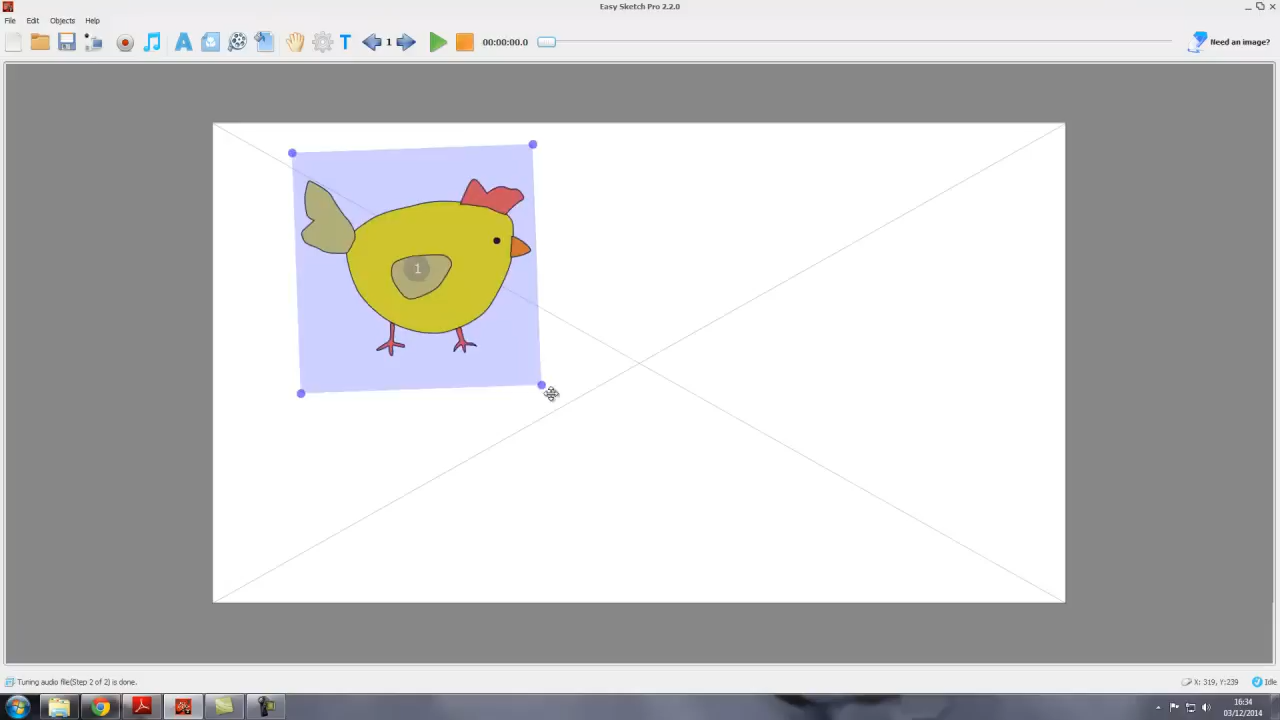 Easy Sketch Pro 2.2.0
File Edit Objects Help
A T 1 00:00:00.0 Need an image?
1
Tuning audio file(Step 2 of 2) is done. X: 319, Y:239 Idle
16:34
03/12/2014